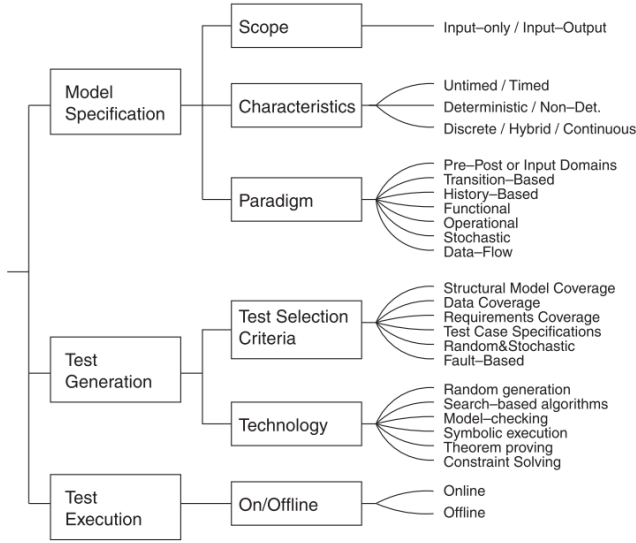 Model
Specification
Scope
Input–only / Input–Output
Characteristics
Untimed / Timed
Deterministic / Non–Det.
Discrete / Hybrid / Continuous
Paradigm
Pre–Post or Input Domains
Transition–Based
History–Based
Functional
Operational
Stochastic
Data–Flow
Test
Generation
Test Selection
Criteria
Structural Model Coverage
Data Coverage
Requirements Coverage
Test Case Specifications
Random&Stochastic
Fault–Based
Technology
Random generation
Search–based algorithms
Model–checking
Symbolic execution
Theorem proving
Constraint Solving
Test
Execution
On/Offline
Online
Offline